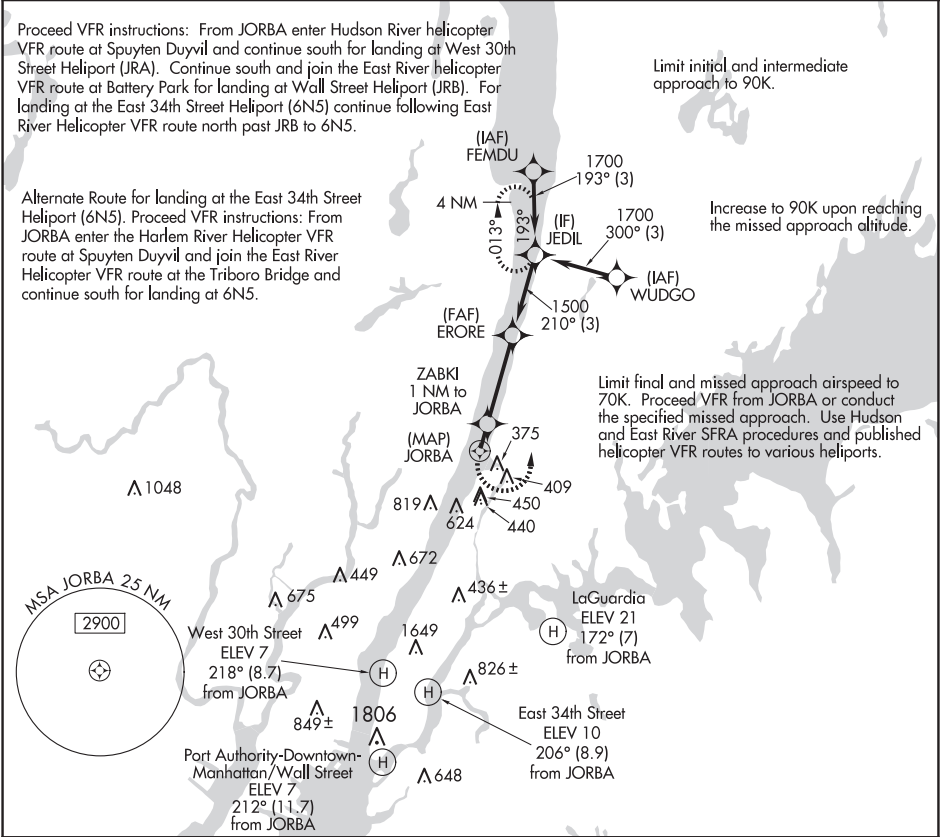 Proceed VFR instructions: From JORBA enter Hudson River helicopter
VFR route at Spuyten Duyvil and continue south for landing at West 30th
Street Heliport (JRA). Continue south and join the East River helicopter
VFR route at Battery Park for landing at Wall Street Heliport (JRB). For
landing at the East 34th Street Heliport (6N5) continue following East
River Helicopter VFR route north past JRB to 6N5.
Limit initial and intermediate
approach to 90K.
Alternate Route for landing at the East 34th Street
Heliport (6N5). Proceed VFR instructions: From
JORBA enter the Harlem River Helicopter VFR
route at Spuyten Duyvil and join the East River
Helicopter VFR route at the Triboro Bridge and
continue south for landing at 6N5.
(IAF)
FEMDU
1700
193° (3)
4 NM
013°
193°
(IF)
JEDIL
1700
300° (3)
Increase to 90K upon reaching
the missed approach altitude.
(IAF)
WUDGO
1500
210° (3)
(FAF)
ERORE
ZABKI
1 NM to
JORBA
(MAP)
JORBA
Limit final and missed approach airspeed to
70K. Proceed VFR from JORBA or conduct
the specified missed approach. Use Hudson
and East River SFRA procedures and published
helicopter VFR routes to various heliports.
375
409
450
440
1048
819
624
672
449
675
436±
499
1649
826±
849±
1806
648
MSA JORBA 25 NM
2900
West 30th Street
ELEV 7
218° (8.7)
from JORBA
H
LaGuardia
ELEV 21
172° (7)
from JORBA
H
East 34th Street
ELEV 10
206° (8.9)
from JORBA
H
Port Authority-Downtown-
Manhattan/Wall Street
ELEV 7
212° (11.7)
from JORBA
H